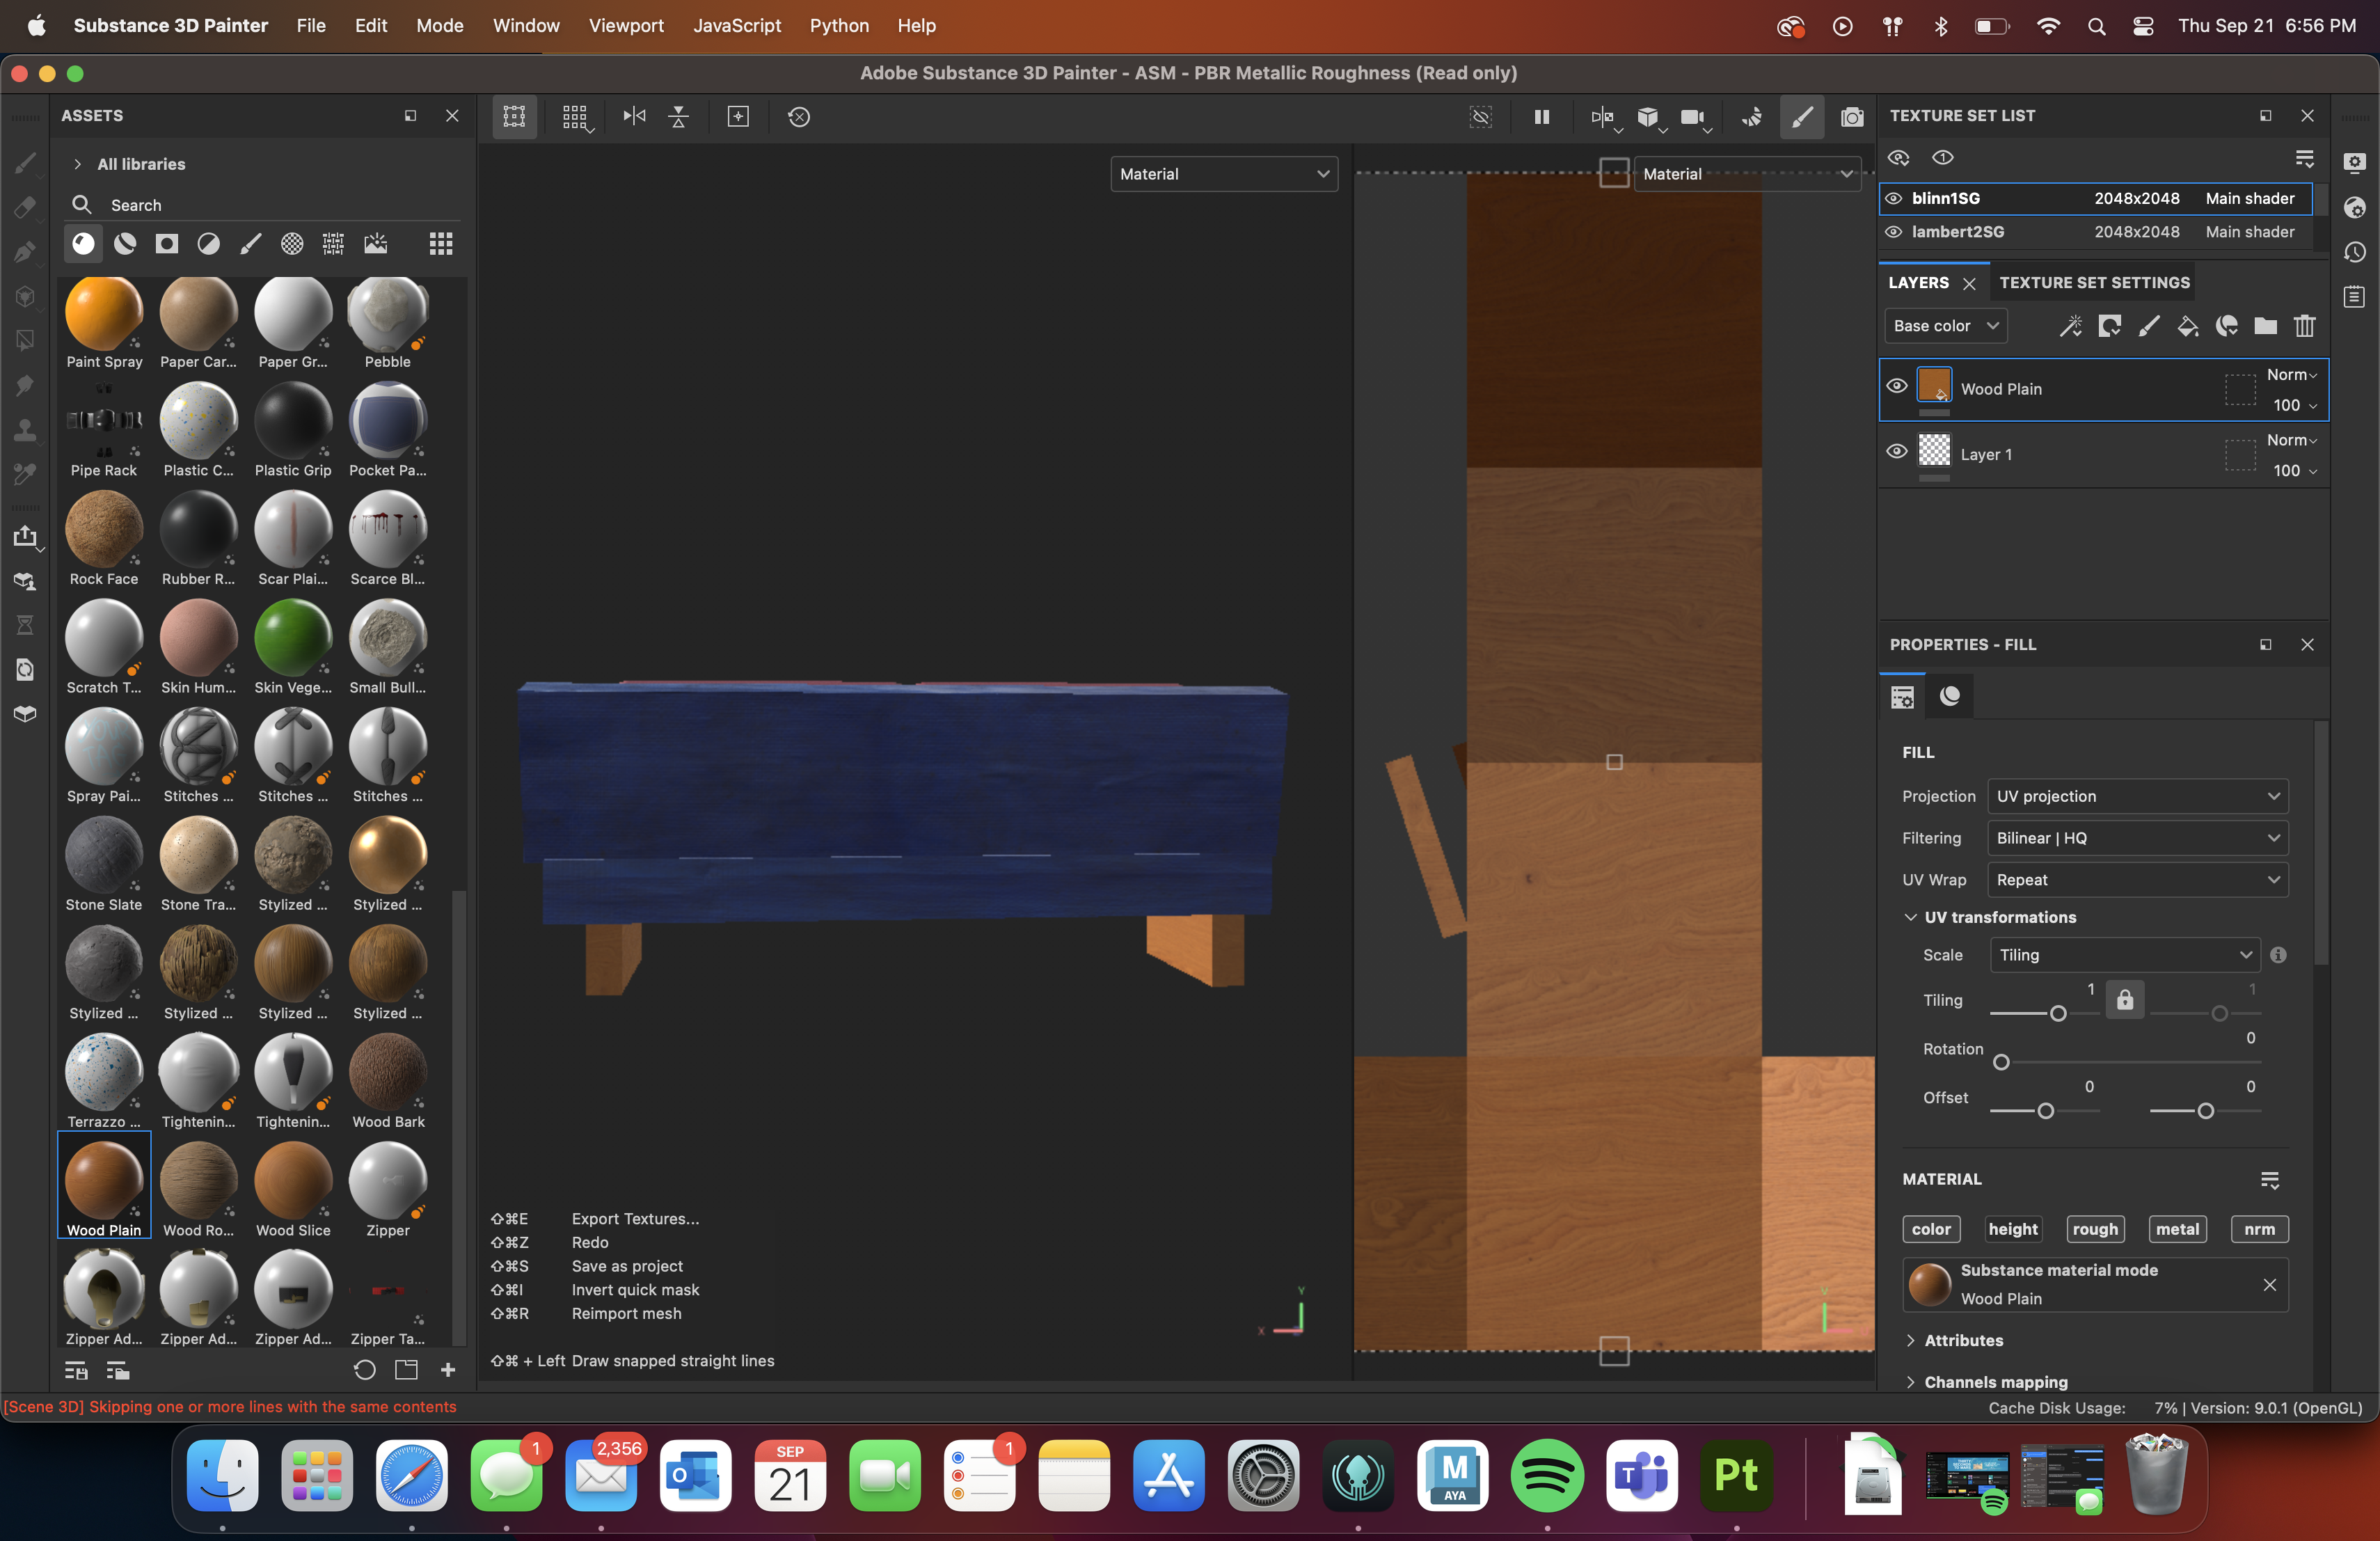 Substance 3D Painter File Edit Mode Window Viewport JavaScript Python Help Thu Sep 21 6:56 PM
Adobe Substance 3D Painter - ASM - PBR Metallic Roughness (Read only)
ASSETS
All libraries
Search
Paint Spray Paper Car... Paper Gr... Pebble
Pipe Rack Plastic C... Plastic Grip Pocket Pa...
Rock Face Rubber R... Scar Plai... Scarce Bl...
Scratch T... Skin Hum... Skin Vege... Small Bull...
Spray Pai... Stitches ... Stitches ... Stitches ...
Stone Slate Stone Tra... Stylized ... Stylized ...
Stylized ... Stylized ... Stylized ... Stylized ...
Terrazzo ... Tightenin... Tightenin... Wood Bark
Wood Plain Wood Ro... Wood Slice Zipper
Zipper Ad... Zipper Ad... Zipper Ad... Zipper Ta...
Material
Material
⇧⌘E Export Textures...
⇧⌘Z Redo
⇧⌘S Save as project
⇧⌘I Invert quick mask
⇧⌘R Reimport mesh
⇧⌘ + Left Draw snapped straight lines
Y
X
TEXTURE SET LIST
1
blinn1SG 2048x2048 Main shader
lambert2SG 2048x2048 Main shader
LAYERS TEXTURE SET SETTINGS
Base color
Wood Plain Norm
100
Layer 1 Norm
100
PROPERTIES - FILL
FILL
Projection UV projection
Filtering Bilinear | HQ
UV Wrap Repeat
UV transformations
Scale Tiling
Tiling 1 1
Rotation 0
Offset 0 0
MATERIAL
color height rough metal nrm
Substance material mode
Wood Plain
Attributes
Channels mapping
[Scene 3D] Skipping one or more lines with the same contents
Cache Disk Usage: 7% | Version: 9.0.1 (OpenGL)
1
2,356
SEP
21
1
M
AYA
Pt